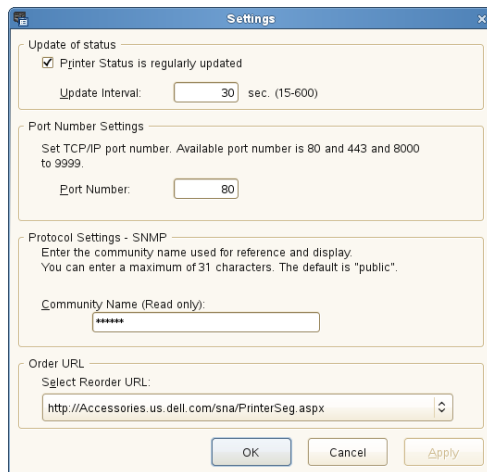 Settings
Update of status
Printer Status is regularly updated
Update Interval: 30 sec. (15-600)
Port Number Settings
Set TCP/IP port number. Available port number is 80 and 443 and 8000
to 9999.
Port Number: 80
Protocol Settings - SNMP
Enter the community name used for reference and display.
You can enter a maximum of 31 characters. The default is "public".
Community Name (Read only):
******
Order URL
Select Reorder URL:
http://Accessories.us.dell.com/sna/PrinterSeg.aspx
OK Cancel Apply